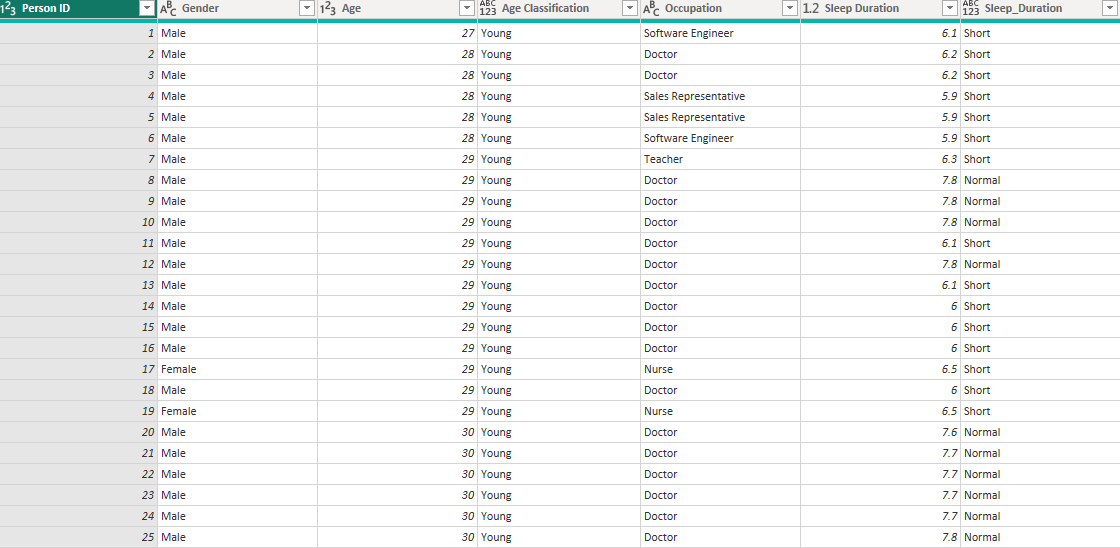 1²3 Person ID ABC Gender 1²3 Age ABC 123 Age Classification ABC Occupation 1.2 Sleep Duration ABC 123 Sleep_Duration
1 Male 27 Young Software Engineer 6.1 Short
2 Male 28 Young Doctor 6.2 Short
3 Male 28 Young Doctor 6.2 Short
4 Male 28 Young Sales Representative 5.9 Short
5 Male 28 Young Sales Representative 5.9 Short
6 Male 28 Young Software Engineer 5.9 Short
7 Male 29 Young Teacher 6.3 Short
8 Male 29 Young Doctor 7.8 Normal
9 Male 29 Young Doctor 7.8 Normal
10 Male 29 Young Doctor 7.8 Normal
11 Male 29 Young Doctor 6.1 Short
12 Male 29 Young Doctor 7.8 Normal
13 Male 29 Young Doctor 6.1 Short
14 Male 29 Young Doctor 6 Short
15 Male 29 Young Doctor 6 Short
16 Male 29 Young Doctor 6 Short
17 Female 29 Young Nurse 6.5 Short
18 Male 29 Young Doctor 6 Short
19 Female 29 Young Nurse 6.5 Short
20 Male 30 Young Doctor 7.6 Normal
21 Male 30 Young Doctor 7.7 Normal
22 Male 30 Young Doctor 7.7 Normal
23 Male 30 Young Doctor 7.7 Normal
24 Male 30 Young Doctor 7.7 Normal
25 Male 30 Young Doctor 7.8 Normal